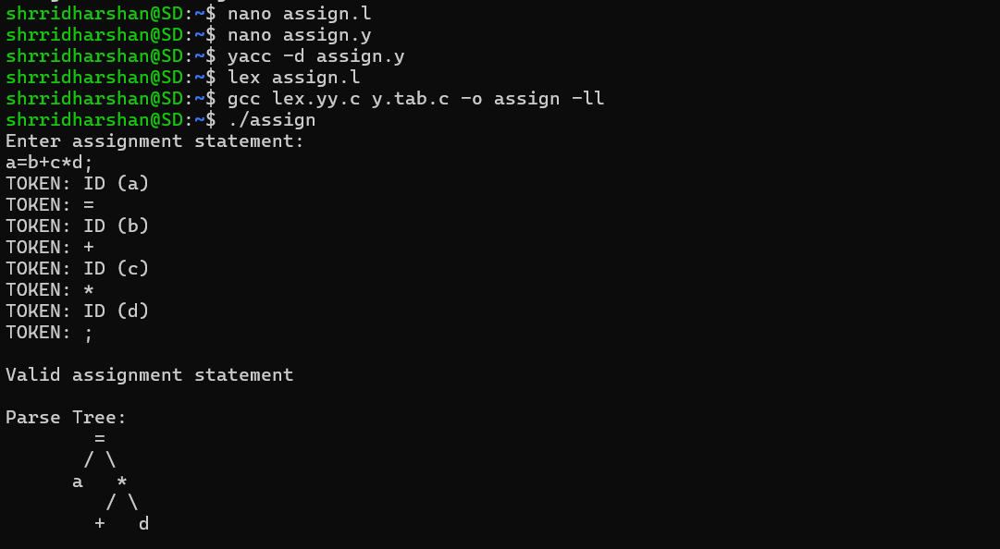 shrridharshan@SD:~$ nano assign.l
shrridharshan@SD:~$ nano assign.y
shrridharshan@SD:~$ yacc -d assign.y
shrridharshan@SD:~$ lex assign.l
shrridharshan@SD:~$ gcc lex.yy.c y.tab.c -o assign -ll
shrridharshan@SD:~$ ./assign
Enter assignment statement:
a=b+c*d;
TOKEN: ID (a)
TOKEN: =
TOKEN: ID (b)
TOKEN: +
TOKEN: ID (c)
TOKEN: *
TOKEN: ID (d)
TOKEN: ;

Valid assignment statement

Parse Tree:
        =
       / \
      a   *
         / \
        +   d